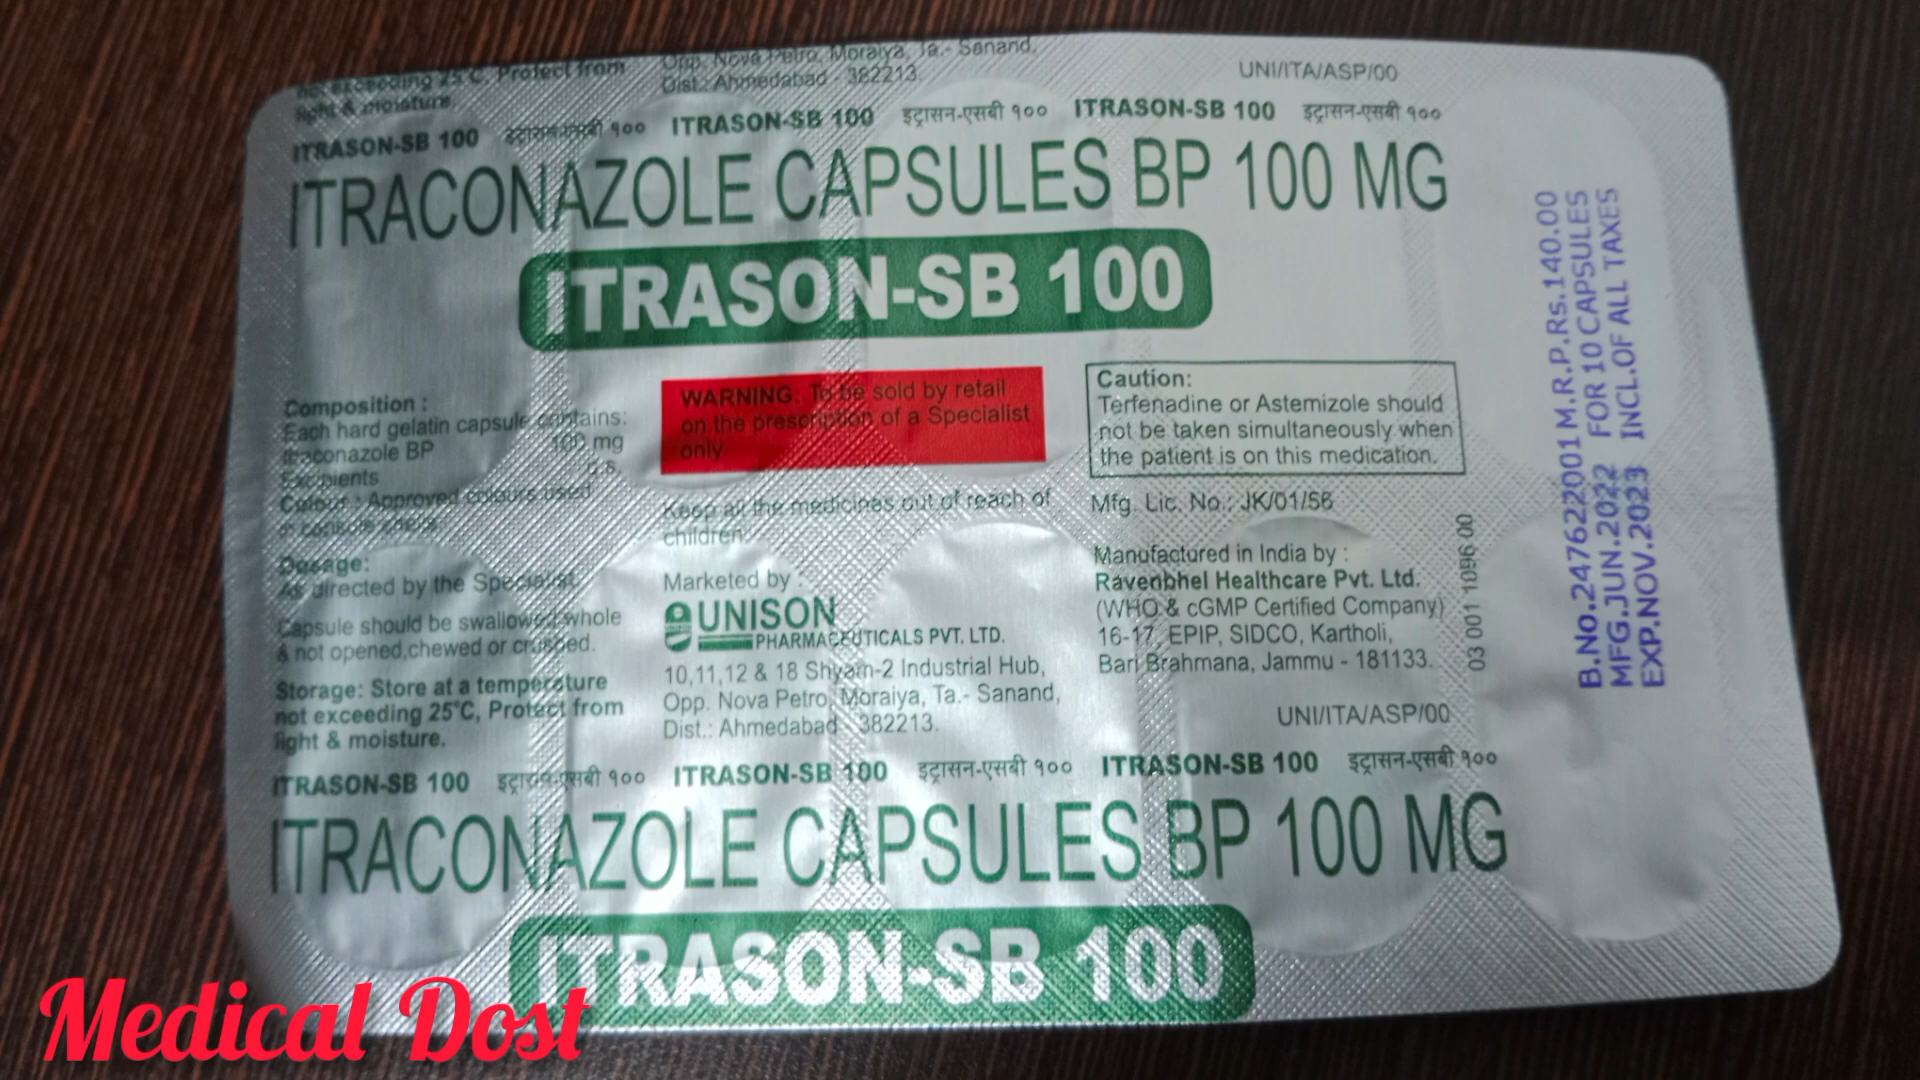 not exceeding 25°C, Protect from
light & moisture.
Opp. Nova Petro, Moraiya, Ta.- Sanand,
Dist.: Ahmedabad - 382213.
UNI/ITA/ASP/00
ITRASON-SB 100 इट्रासन-एसबी १०० ITRASON-SB 100 इट्रासन-एसबी १०० ITRASON-SB 100 इट्रासन-एसबी १००
ITRACONAZOLE CAPSULES BP 100 MG
ITRASON-SB 100
Composition :
Each hard gelatin capsule contains:
Itraconazole BP 100 mg
Excipients q.s.
Colour : Approved colours used
in capsule shells
Dosage:
As directed by the Specialist.
Capsule should be swallowed whole
& not opened,chewed or crushed.
Storage: Store at a temperature
not exceeding 25°C, Protect from
light & moisture.
WARNING: To be sold by retail
on the prescription of a Specialist
only
Keep all the medicines out of reach of
children.
Marketed by :
UNISON
PHARMACEUTICALS PVT. LTD.
10,11,12 & 18 Shyam-2 Industrial Hub,
Opp. Nova Petro, Moraiya, Ta.- Sanand,
Dist.: Ahmedabad - 382213.
Caution:
Terfenadine or Astemizole should
not be taken simultaneously when
the patient is on this medication.
Mfg. Lic. No.: JK/01/56
Manufactured in India by :
Ravenbhel Healthcare Pvt. Ltd.
(WHO & cGMP Certified Company)
16-17, EPIP, SIDCO, Kartholi,
Bari Brahmana, Jammu - 181133.
03 001 1096 00
UNI/ITA/ASP/00
B.No.247622001 M.R.P.Rs.140.00
MFG.JUN.2022 FOR 10 CAPSULES
EXP.NOV.2023 INCL.OF ALL TAXES
ITRASON-SB 100 इट्रासन-एसबी १०० ITRASON-SB 100 इट्रासन-एसबी १०० ITRASON-SB 100 इट्रासन-एसबी १००
ITRACONAZOLE CAPSULES BP 100 MG
ITRASON-SB 100
Medical Dost